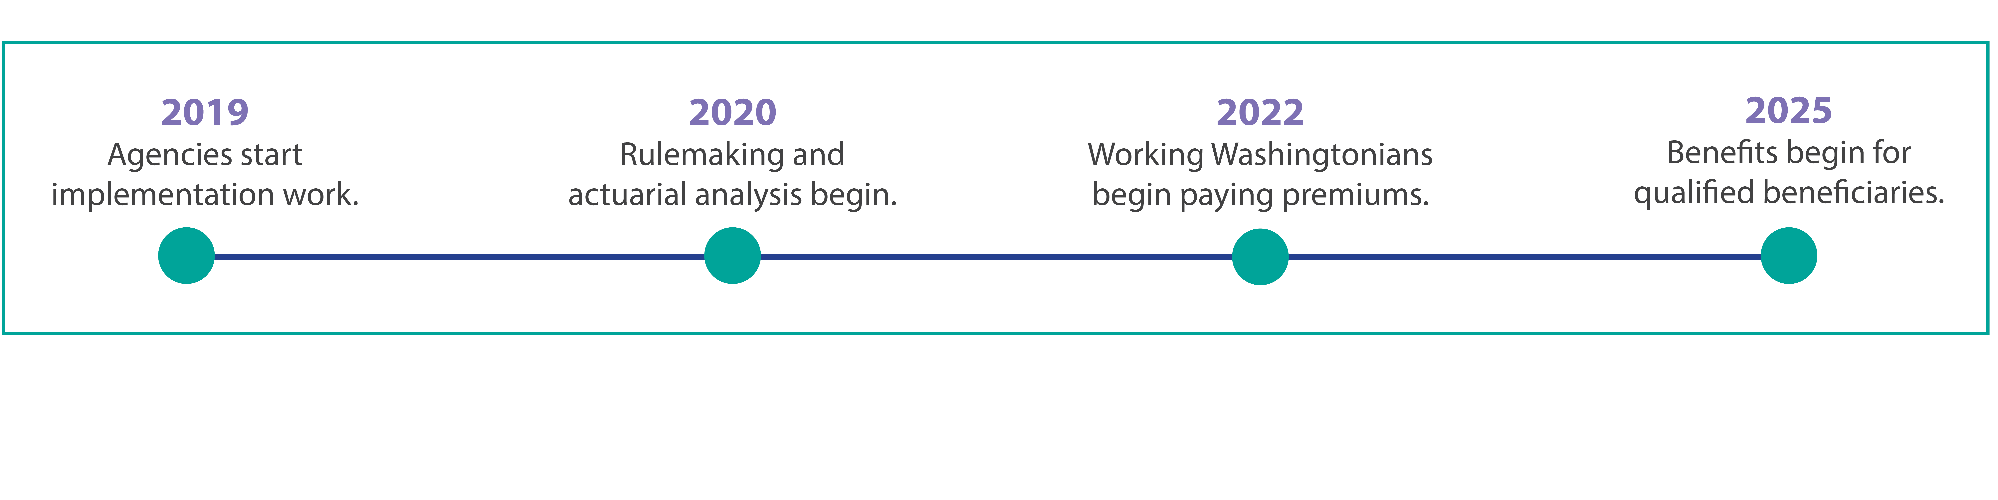 2019
Agencies start
implementation work.
2020
Rulemaking and
actuarial analysis begin.
2022
Working Washingtonians
begin paying premiums.
2025
Benefits begin for
qualified beneficiaries.